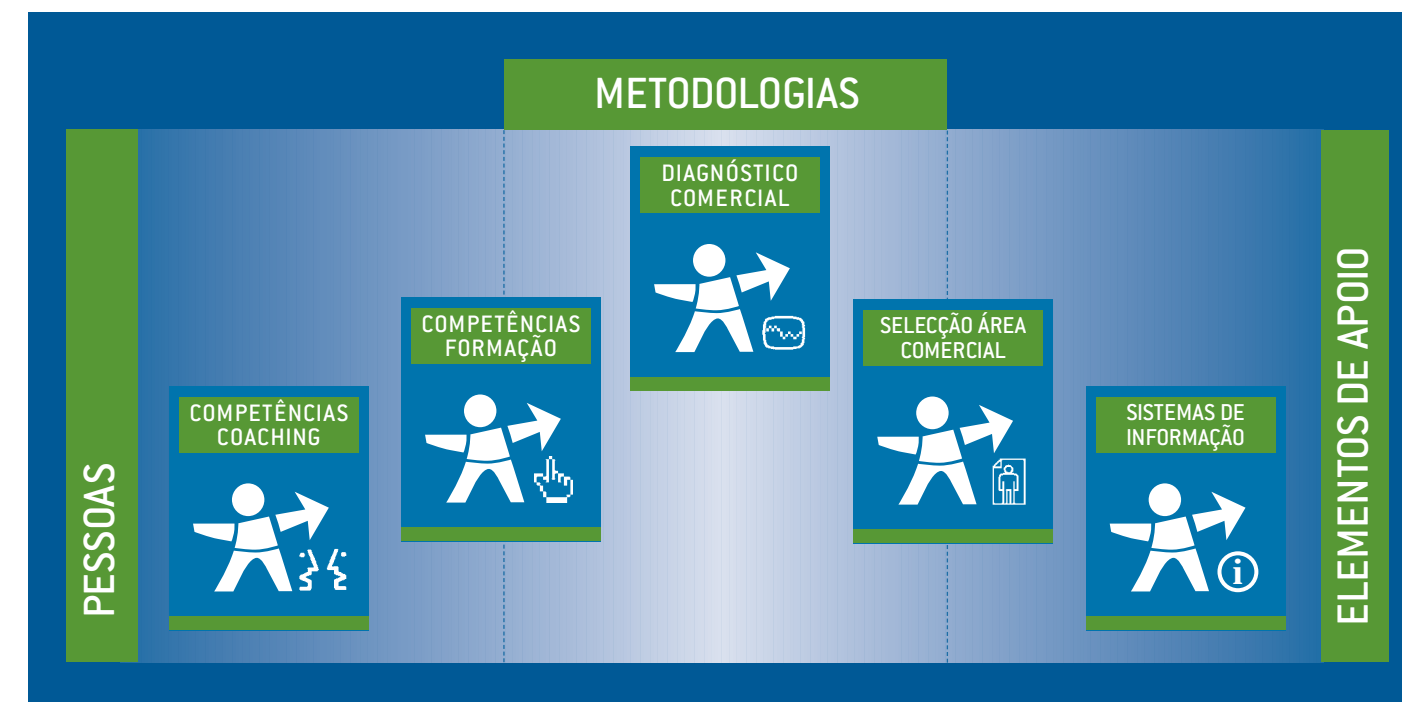 METODOLOGIAS
PESSOAS
ELEMENTOS DE APOIO
DIAGNÓSTICO
COMERCIAL
COMPETÊNCIAS
FORMAÇÃO
SELECÇÃO ÁREA
COMERCIAL
COMPETÊNCIAS
COACHING
SISTEMAS DE
INFORMAÇÃO
i